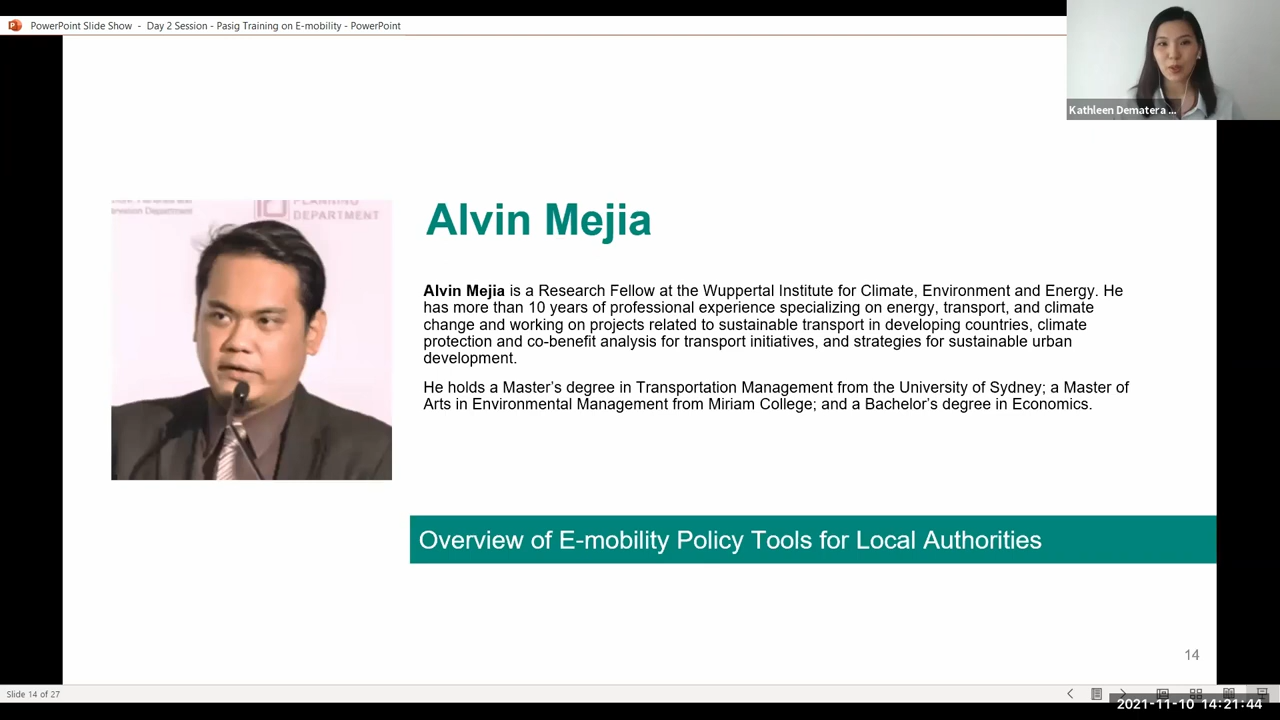 PowerPoint Slide Show - Day 2 Session - Pasig Training on E-mobility - PowerPoint
Kathleen Dematera ...
PLANNING
DEPARTMENT
Department
Alvin Mejia
Alvin Mejia is a Research Fellow at the Wuppertal Institute for Climate, Environment and Energy. He
has more than 10 years of professional experience specializing on energy, transport, and climate
change and working on projects related to sustainable transport in developing countries, climate
protection and co-benefit analysis for transport initiatives, and strategies for sustainable urban
development.
He holds a Master's degree in Transportation Management from the University of Sydney; a Master of
Arts in Environmental Management from Miriam College; and a Bachelor's degree in Economics.
Overview of E-mobility Policy Tools for Local Authorities
14
Slide 14 of 27
2021-11-10 14:21:44